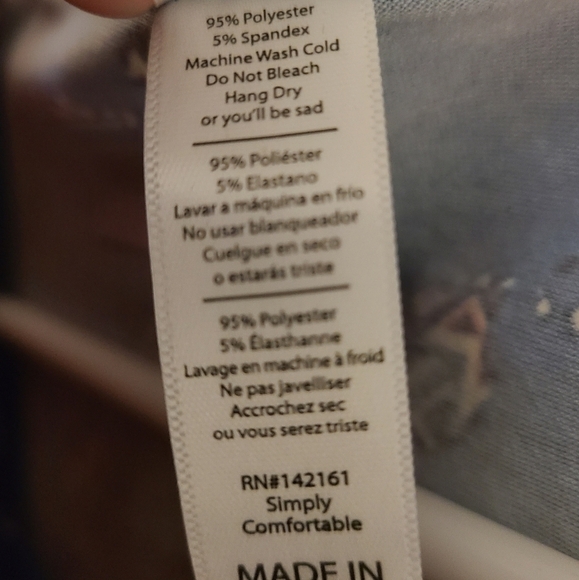 95% Polyester
5% Spandex
Machine Wash Cold
Do Not Bleach
Hang Dry
or you'll be sad
95% Poliéster
5% Elastano
Lavar a máquina en frío
No usar blanqueador
Cuelgue en seco
o estarás triste
95% Polyester
5% Élasthanne
Lavage en machine à froid
Ne pas javelliser
Accrochez sec
ou vous serez triste
RN#142161
Simply
Comfortable
MADE IN